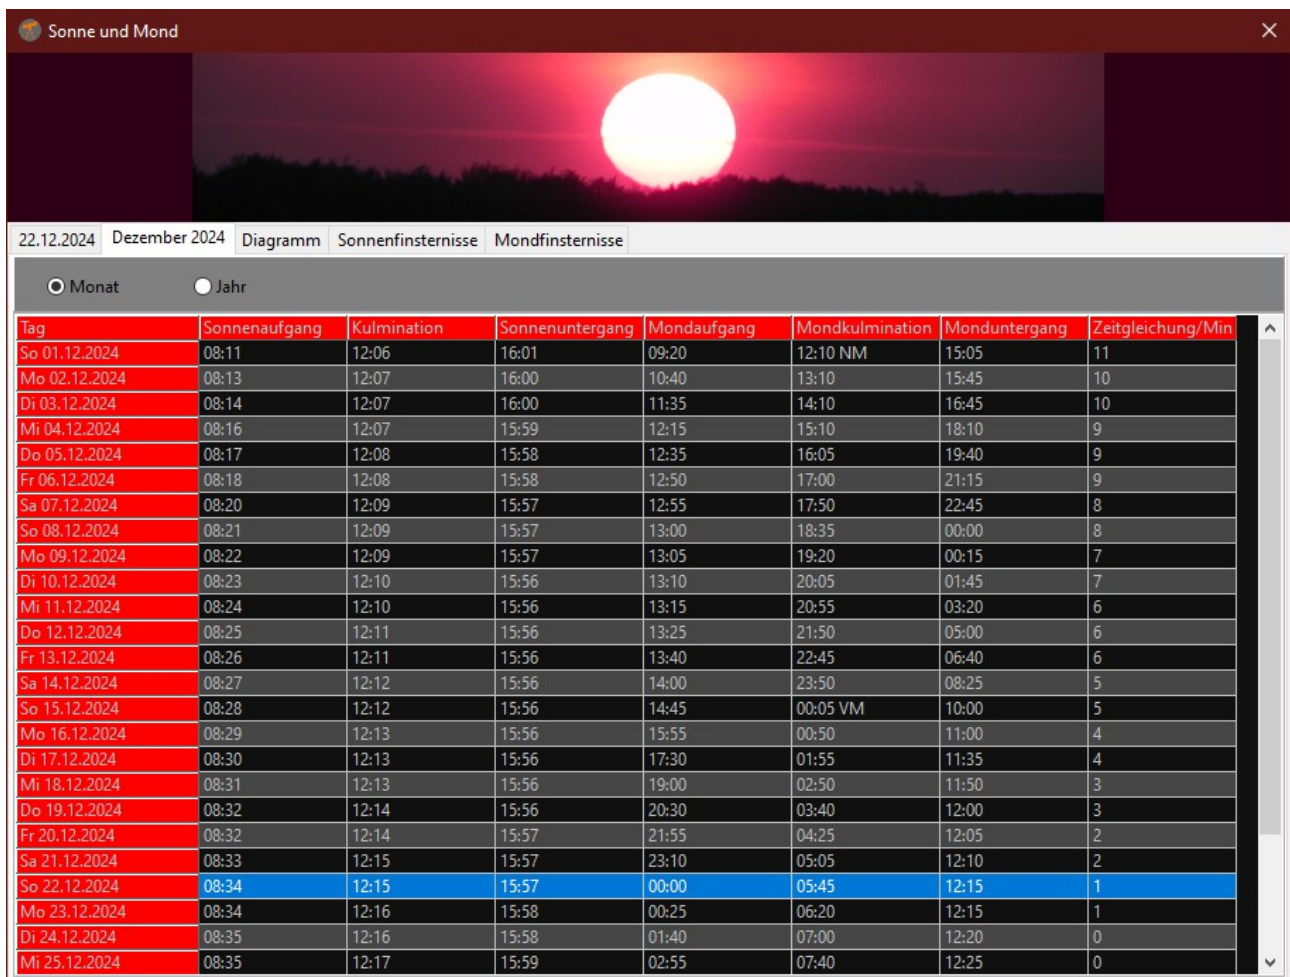 Sonne und Mond
22.12.2024 Dezember 2024 Diagramm Sonnenfinsternisse Mondfinsternisse
Monat Jahr
Tag Sonnenaufgang Kulmination Sonnenuntergang Mondaufgang Mondkulmination Monduntergang Zeitgleichung/Min
So 01.12.2024 08:11 12:06 16:01 09:20 12:10 NM 15:05 11
Mo 02.12.2024 08:13 12:07 16:00 10:40 13:10 15:45 10
Di 03.12.2024 08:14 12:07 16:00 11:35 14:10 16:45 10
Mi 04.12.2024 08:16 12:07 15:59 12:15 15:10 18:10 9
Do 05.12.2024 08:17 12:08 15:58 12:35 16:05 19:40 9
Fr 06.12.2024 08:18 12:08 15:58 12:50 17:00 21:15 9
Sa 07.12.2024 08:20 12:09 15:57 12:55 17:50 22:45 8
So 08.12.2024 08:21 12:09 15:57 13:00 18:35 00:00 8
Mo 09.12.2024 08:22 12:09 15:57 13:05 19:20 00:15 7
Di 10.12.2024 08:23 12:10 15:56 13:10 20:05 01:45 7
Mi 11.12.2024 08:24 12:10 15:56 13:15 20:55 03:20 6
Do 12.12.2024 08:25 12:11 15:56 13:25 21:50 05:00 6
Fr 13.12.2024 08:26 12:11 15:56 13:40 22:45 06:40 6
Sa 14.12.2024 08:27 12:12 15:56 14:00 23:50 08:25 5
So 15.12.2024 08:28 12:12 15:56 14:45 00:05 VM 10:00 5
Mo 16.12.2024 08:29 12:13 15:56 15:55 00:50 11:00 4
Di 17.12.2024 08:30 12:13 15:56 17:30 01:55 11:35 4
Mi 18.12.2024 08:31 12:13 15:56 19:00 02:50 11:50 3
Do 19.12.2024 08:32 12:14 15:56 20:30 03:40 12:00 3
Fr 20.12.2024 08:32 12:14 15:57 21:55 04:25 12:05 2
Sa 21.12.2024 08:33 12:15 15:57 23:10 05:05 12:10 2
So 22.12.2024 08:34 12:15 15:57 00:00 05:45 12:15 1
Mo 23.12.2024 08:34 12:16 15:58 00:25 06:20 12:15 1
Di 24.12.2024 08:35 12:16 15:58 01:40 07:00 12:20 0
Mi 25.12.2024 08:35 12:17 15:59 02:55 07:40 12:25 0